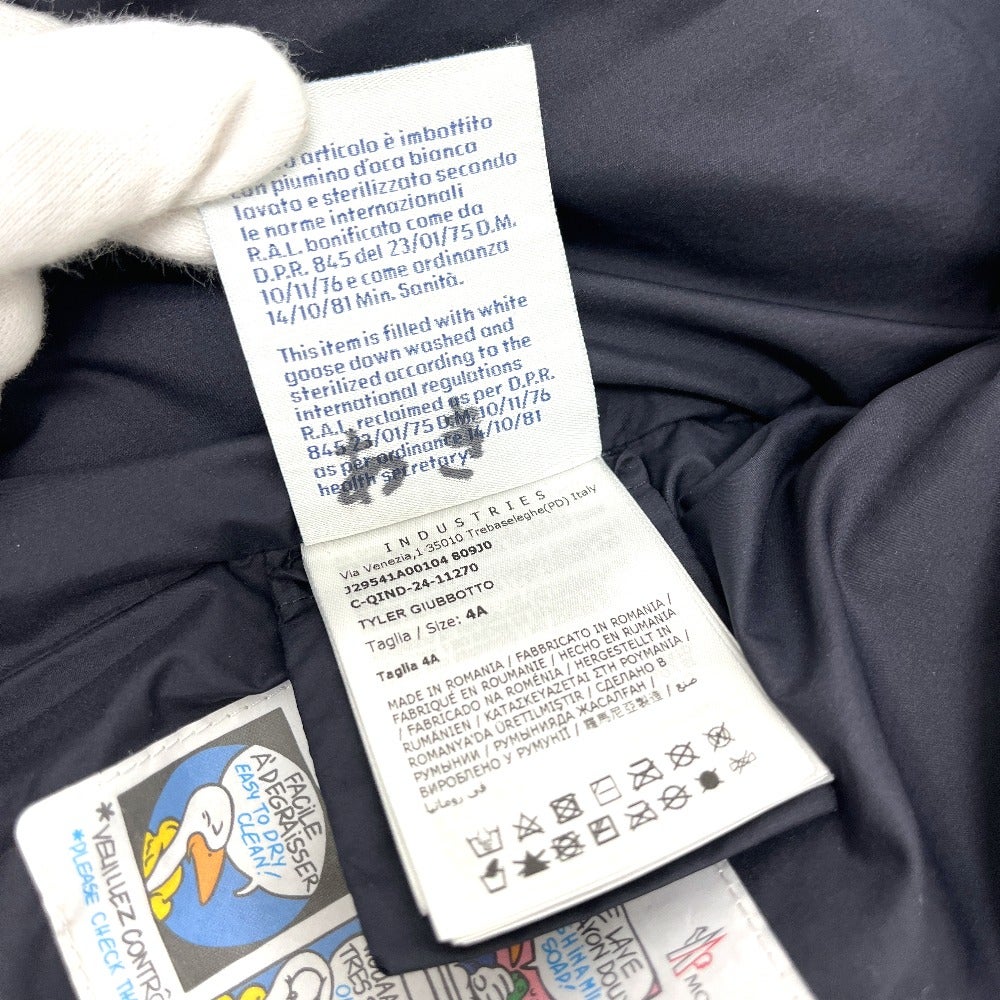 articolo è imbottito
con piumino d'oca bianca
lavato e sterilizzato secondo
le norme internazionali
R.A.L. bonificato come da
D.P.R. 845 del 23/01/75 D.M.
10/11/76 e come ordinanza
14/10/81 Min. Sanità.
This item is filled with white
goose down washed and
sterilized according to the
international regulations
R.A.L. reclaimed as per D.P.R.
845 23/01/75 D.M. 10/11/76
as per ordinance 14/10/81
health secretary.
INDUSTRIES
Via Venezia,1 35010 Trebaseleghe(PD) Italy
J29541A00104 809J0
C-QIND-24-11270
TYLER GIUBBOTTO
Taglia / Size: 4A
Taglia 4A
MADE IN ROMANIA / FABBRICATO IN ROMANIA /
FABRIQUÉ EN ROUMANIE / HECHO EN RUMANIA
/ FABRICADO NA ROMÉNIA / HERGESTELLT IN
RUMÄNIEN / ΚΑΤΑΣΚΕΥΑΖΕΤΑΙ ΣΤΗ ΡΟΥΜΑΝΙΑ /
ROMANYA'DA ÜRETILMIŞTIR / СДЕЛАНО В
РУМЫНИИ / РУМЫНИЯДА ЖАСАЛҒАН / 羅馬尼亞製造 / صنع
ВИРОБЛЕНО У РУМУНІЇ /
في رومانيا
FACILE
A' DEGRAISSER
EASY TO DRY
CLEAN!
*VEUILLEZ CONTRÔ
*PLEASE CHECK TH